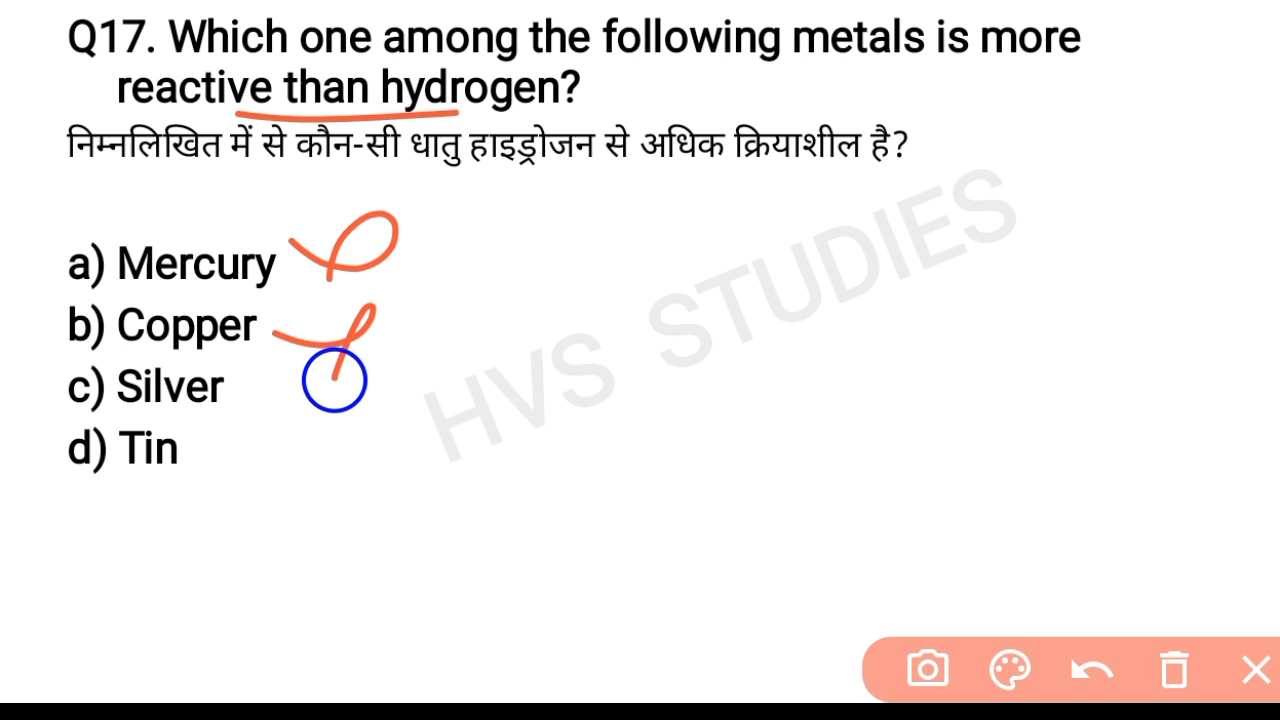 Q17. Which one among the following metals is more
reactive than hydrogen?
निम्नलिखित में से कौन-सी धातु हाइड्रोजन से अधिक क्रियाशील है?
a) Mercury
b) Copper
c) Silver
d) Tin
HVS STUDIES